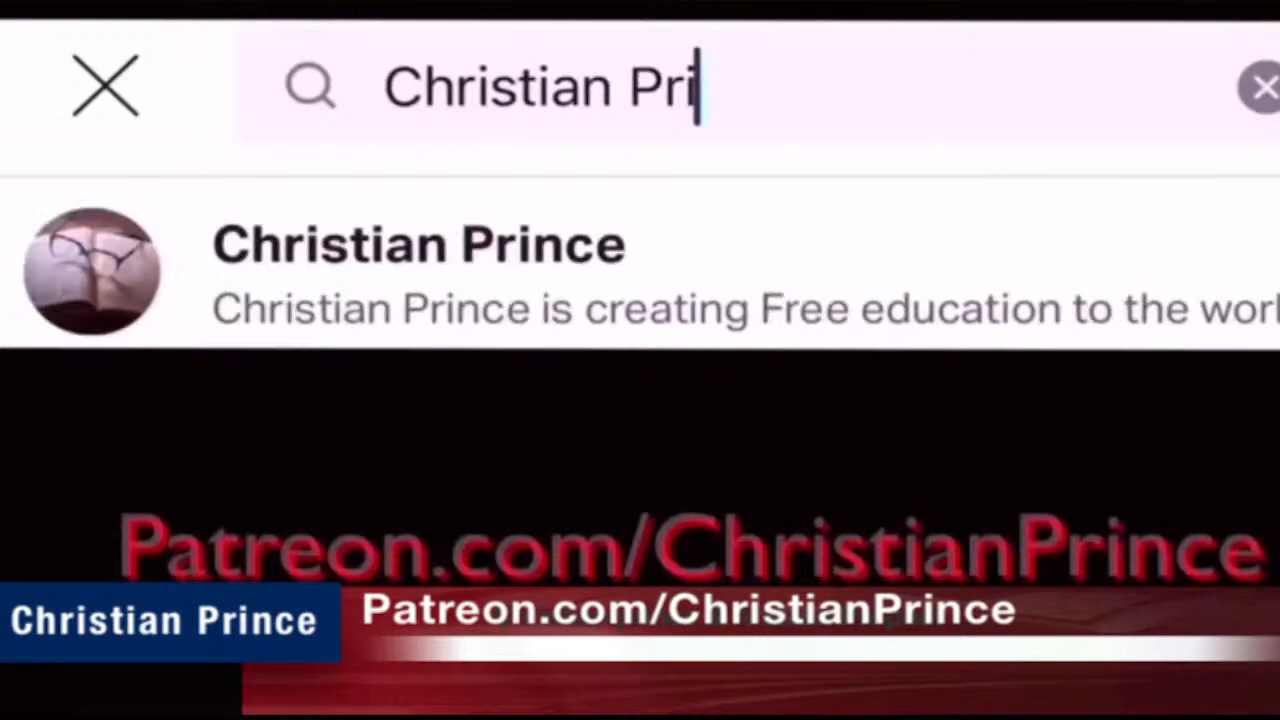 Christian Pri
Christian Prince
Christian Prince is creating Free education to the worl
Patreon.com/ChristianPrince
Christian Prince
Patreon.com/ChristianPrince